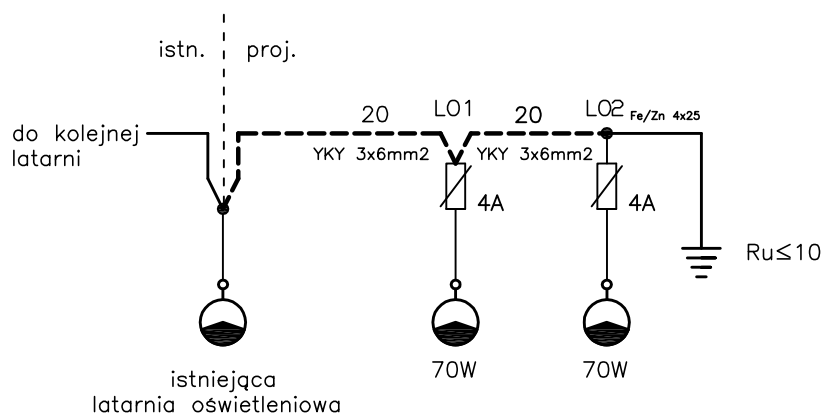 istn. proj.
20 LO1 20 LO2 Fe/Zn 4x25
do kolejnej
latarni
YKY 3x6mm2 YKY 3x6mm2
4A 4A
Ru≤10
70W 70W
istniejąca
latarnia oświetleniowa